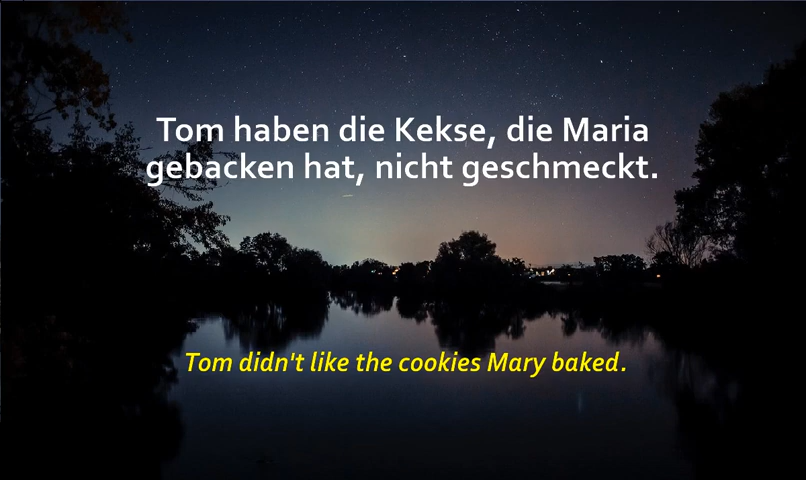 Tom haben die Kekse, die Maria
gebacken hat, nicht geschmeckt.
Tom didn't like the cookies Mary baked.